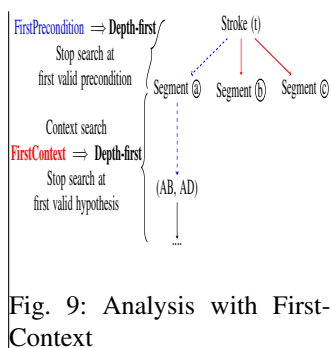 FirstPrecondition ⇒ Depth-first
Stop search at
first valid precondition
Stroke (t)
Segment ⓐ
Segment ⓑ
Segment ⓒ
Context search
FirstContext ⇒ Depth-first
Stop search at
first valid hypothesis
(AB, AD)
....
Fig. 9: Analysis with First-
Context